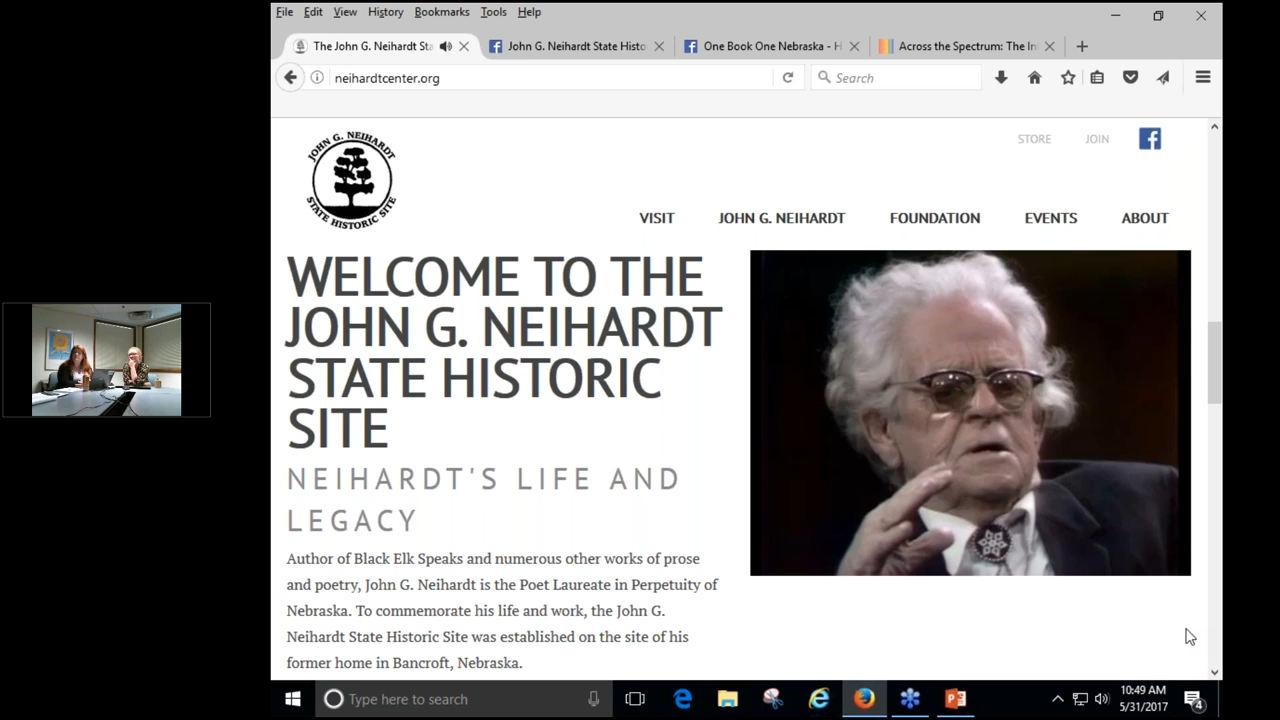 File Edit View History Bookmarks Tools Help
The John G. Neihardt Sta
John G. Neihardt State Histo
One Book One Nebraska - H
Across the Spectrum: The In
neihardtcenter.org
Search
JOHN G. NEIHARDT
STATE HISTORIC SITE
STORE JOIN
VISIT JOHN G. NEIHARDT FOUNDATION EVENTS ABOUT
WELCOME TO THE
JOHN G. NEIHARDT
STATE HISTORIC
SITE
NEIHARDT'S LIFE AND
LEGACY
Author of Black Elk Speaks and numerous other works of prose
and poetry, John G. Neihardt is the Poet Laureate in Perpetuity of
Nebraska. To commemorate his life and work, the John G.
Neihardt State Historic Site was established on the site of his
former home in Bancroft, Nebraska.
Type here to search
10:49 AM
5/31/2017
4